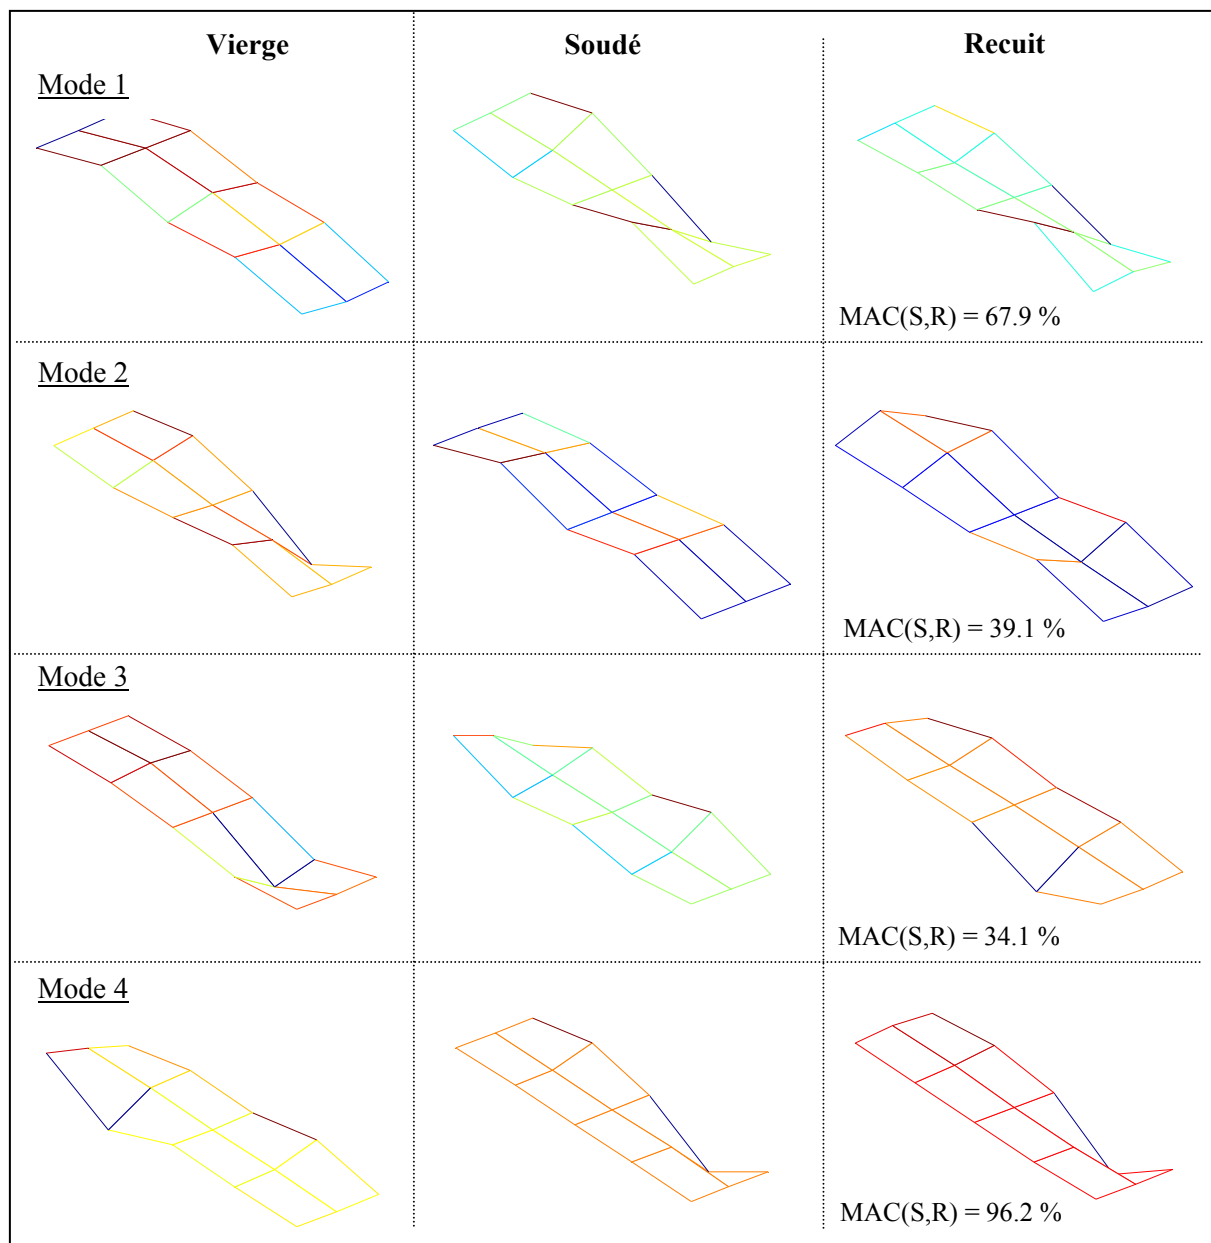 Vierge
Soudé
Recuit
Mode 1
MAC(S,R) = 67.9 %
Mode 2
MAC(S,R) = 39.1 %
Mode 3
MAC(S,R) = 34.1 %
Mode 4
MAC(S,R) = 96.2 %